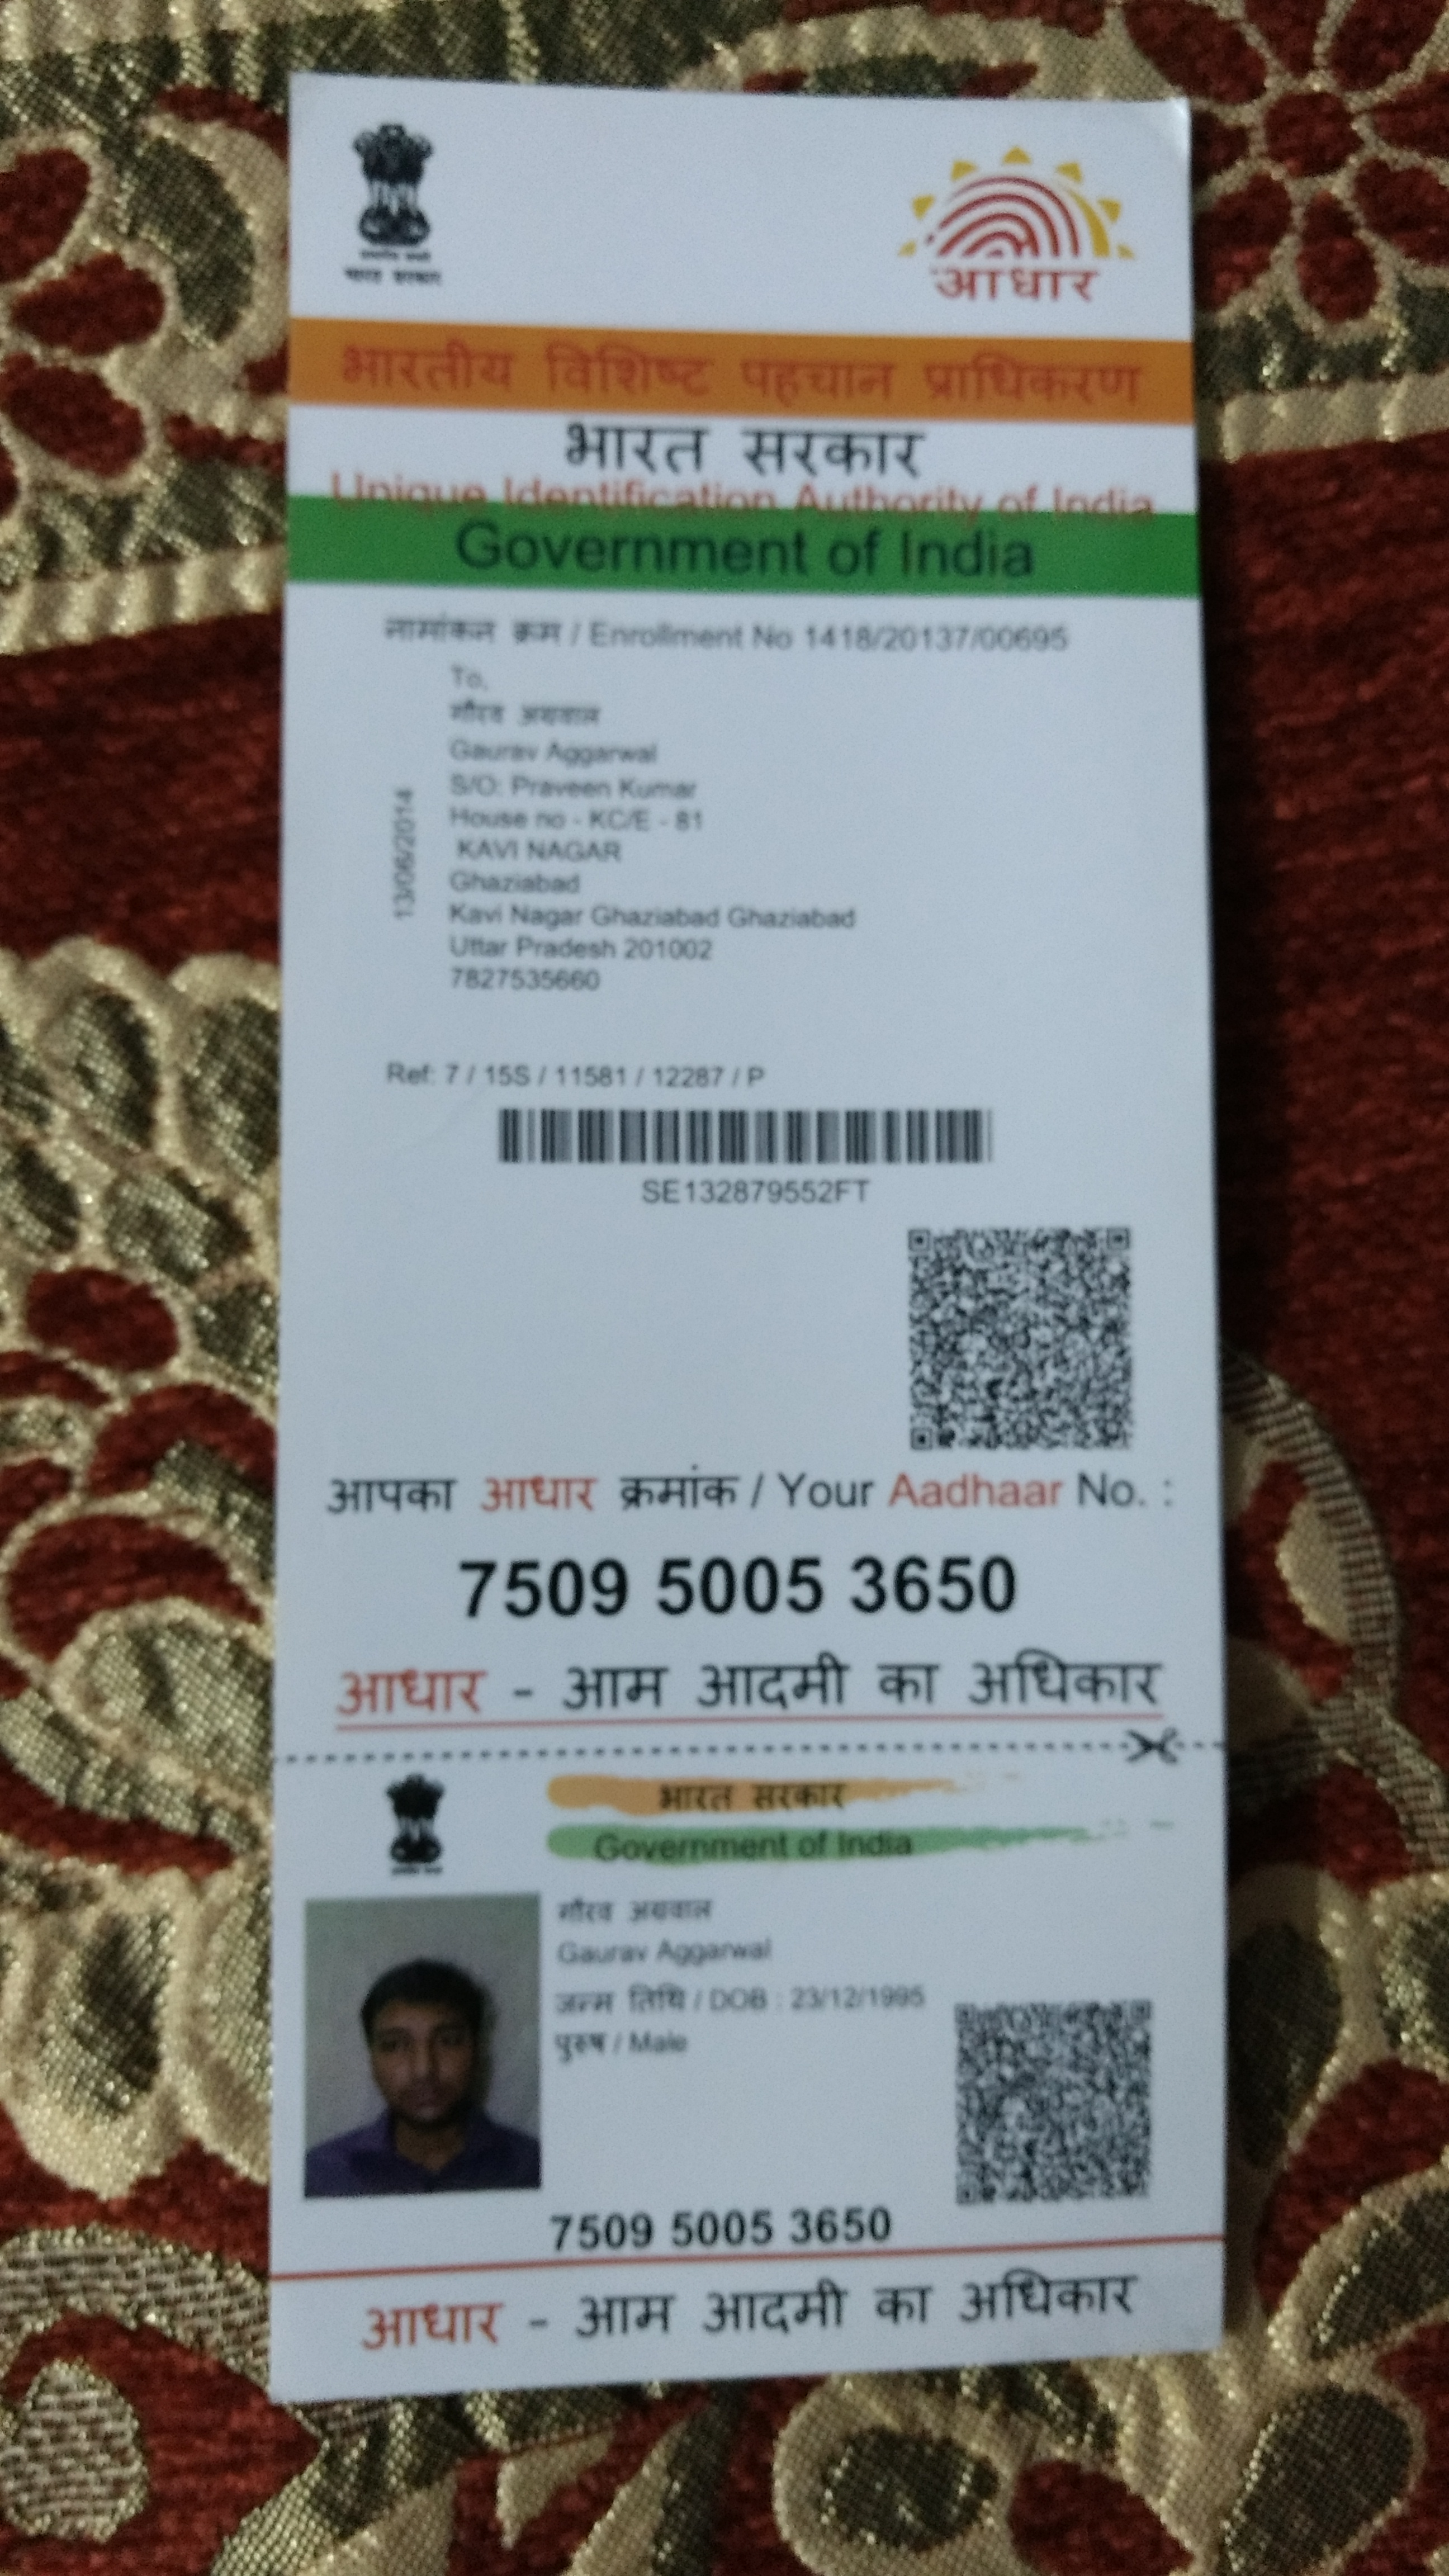 भारत सरकार
आधार
भारतीय विशिष्ट पहचान प्राधिकरण
भारत सरकार
Unique Identification Authority of India
Government of India
नामांकन क्रम / Enrollment No 1418/20137/00695
To,
गौरव अग्रवाल
Gaurav Aggarwal
S/O: Praveen Kumar
House no - KC/E - 81
KAVI NAGAR
Ghaziabad
Kavi Nagar Ghaziabad Ghaziabad
Uttar Pradesh 201002
7827535660
13/06/2014
Ref: 7 / 15S / 11581 / 12287 / P
SE132879552FT
आपका आधार क्रमांक / Your Aadhaar No. :
7509 5005 3650
आधार - आम आदमी का अधिकार
भारत सरकार
Government of India
गौरव अग्रवाल
Gaurav Aggarwal
जन्म तिथि / DOB : 23/12/1995
पुरुष / Male
7509 5005 3650
आधार - आम आदमी का अधिकार